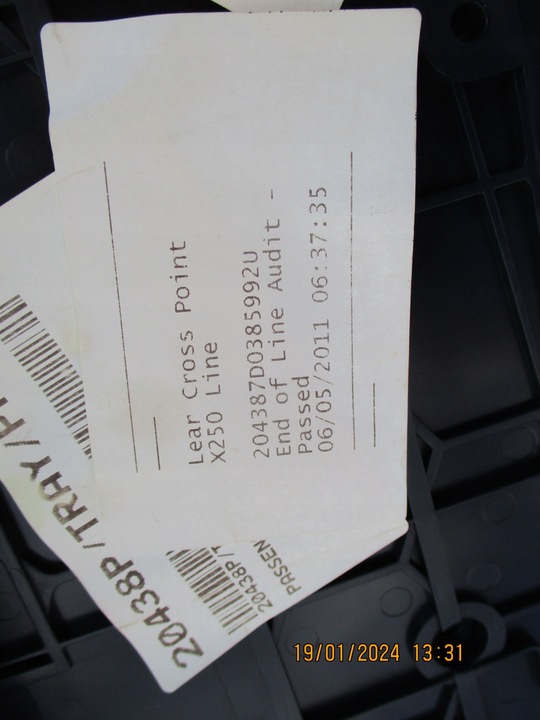 Lear Cross Point
X250 Line
204387D0385992U
End of Line Audit -
Passed
06/05/2011 06:37:35
20438P/TRAY/P
20438P/T
PASSEN
19/01/2024 13:31